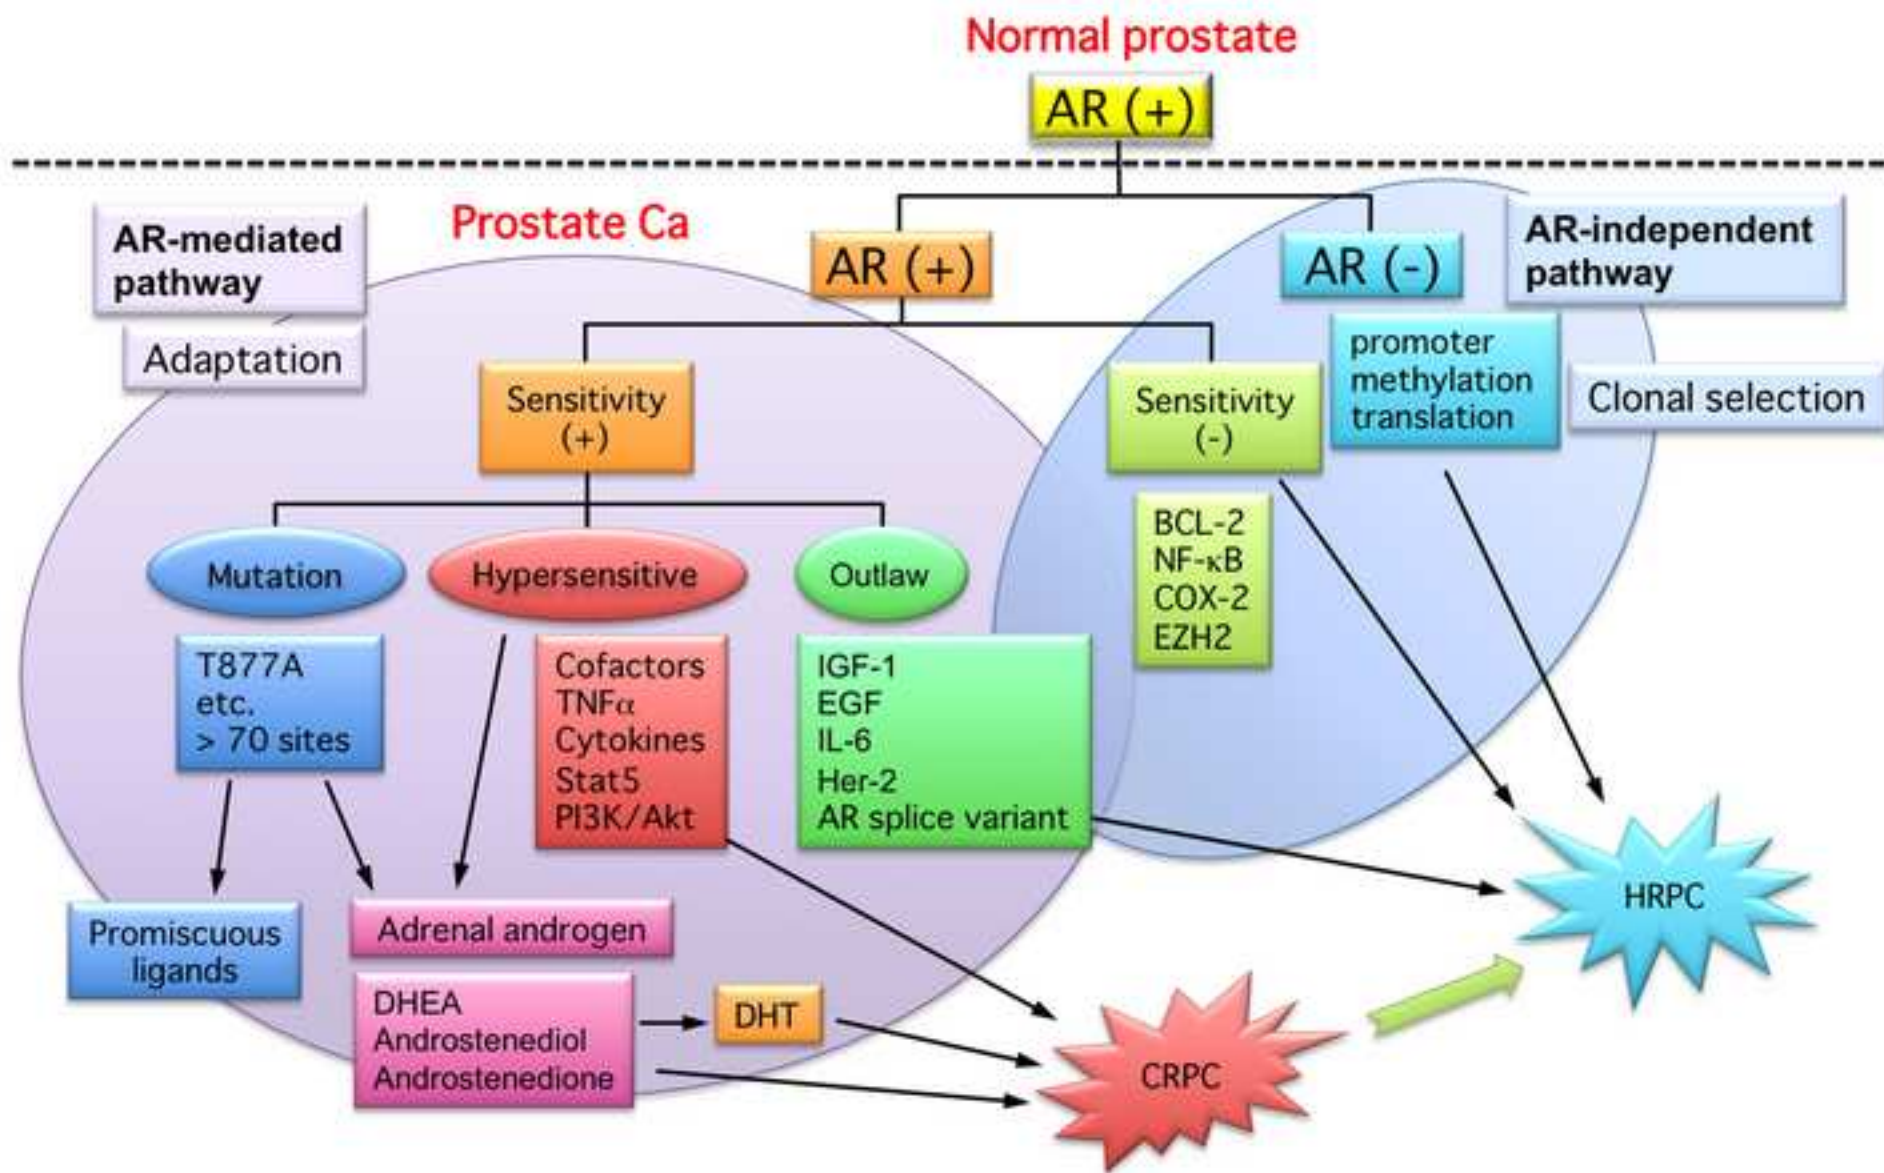 Normal prostate
AR (+)
Prostate Ca
AR-mediated
pathway
Adaptation
AR (+)
AR (-)
AR-independent
pathway
promoter
methylation
translation
Clonal selection
Sensitivity
(+)
Sensitivity
(-)
BCL-2
NF-κB
COX-2
EZH2
Mutation
Hypersensitive
Outlaw
T877A
etc.
> 70 sites
Cofactors
TNFα
Cytokines
Stat5
PI3K/Akt
IGF-1
EGF
IL-6
Her-2
AR splice variant
Promiscuous
ligands
Adrenal androgen
DHEA
Androstenediol
Androstenedione
DHT
CRPC
HRPC